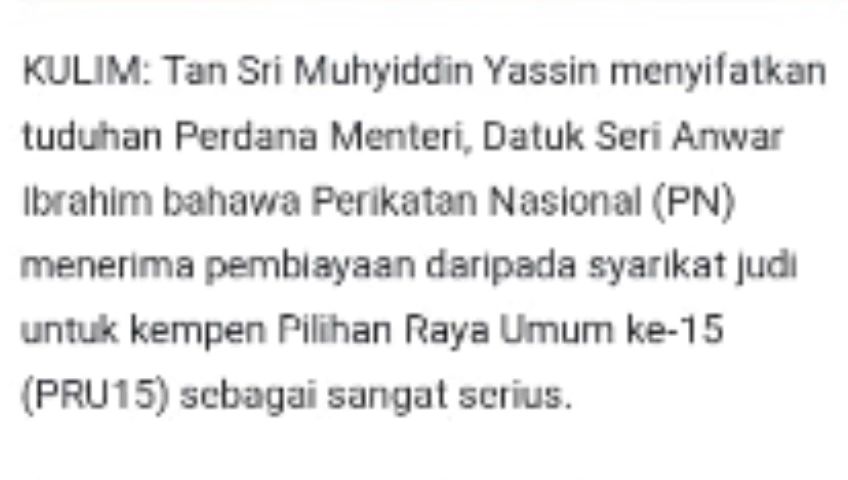 KULIM: Tan Sri Muhyiddin Yassin menyifatkan
tuduhan Perdana Menteri, Datuk Seri Anwar
Ibrahim bahawa Perikatan Nasional (PN)
menerima pembiayaan daripada syarikat judi
untuk kempen Pilihan Raya Umum ke-15
(PRU15) sebagai sangat serius.